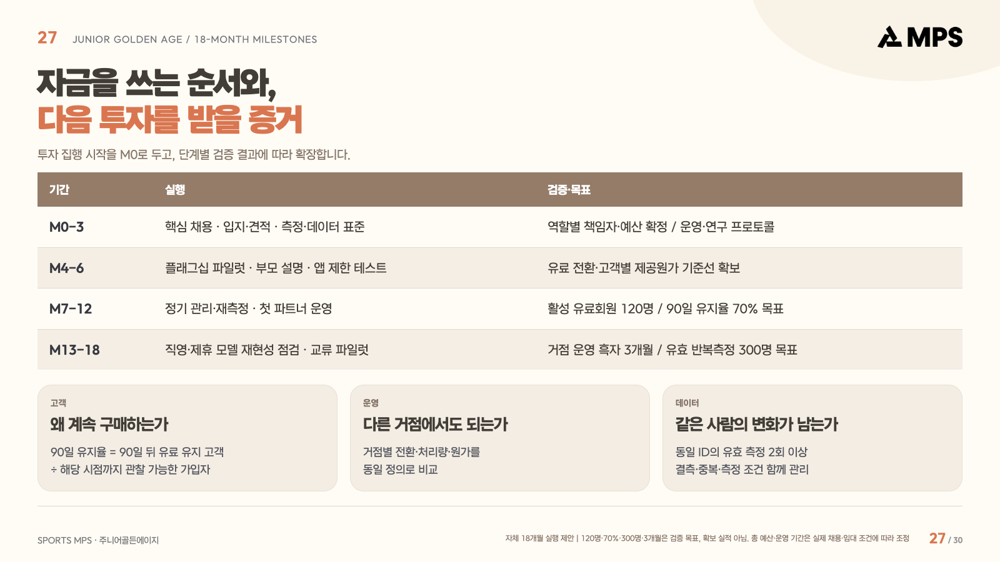 27 JUNIOR GOLDEN AGE / 18-MONTH MILESTONES
MPS
자금을 쓰는 순서와,
다음 투자를 받을 증거
투자 집행 시작을 M0로 두고, 단계별 검증 결과에 따라 확장합니다.
기간 실행 검증·목표
M0–3 핵심 채용 · 입지·견적 · 측정·데이터 표준 역할별 책임자·예산 확정 / 운영·연구 프로토콜
M4–6 플래그십 파일럿 · 부모 설명 · 앱 제한 테스트 유료 전환·고객별 제공원가 기준선 확보
M7–12 정기 관리·재측정 · 첫 파트너 운영 활성 유료회원 120명 / 90일 유지율 70% 목표
M13–18 직영·제휴 모델 재현성 점검 · 교류 파일럿 거점 운영 흑자 3개월 / 유효 반복측정 300명 목표
고객
왜 계속 구매하는가
90일 유지율 = 90일 뒤 유료 유지 고객
÷ 해당 시점까지 관찰 가능한 가입자
운영
다른 거점에서도 되는가
거점별 전환·처리량·원가를
동일 정의로 비교
데이터
같은 사람의 변화가 남는가
동일 ID의 유효 측정 2회 이상
결측·중복·측정 조건 함께 관리
SPORTS MPS · 주니어골든에이지
자체 18개월 실행 제안 | 120명·70%·300명·3개월은 검증 목표, 확보 실적 아님. 총 예산·운영 기간은 실제 채용·임대 조건에 따라 조정
27 / 30